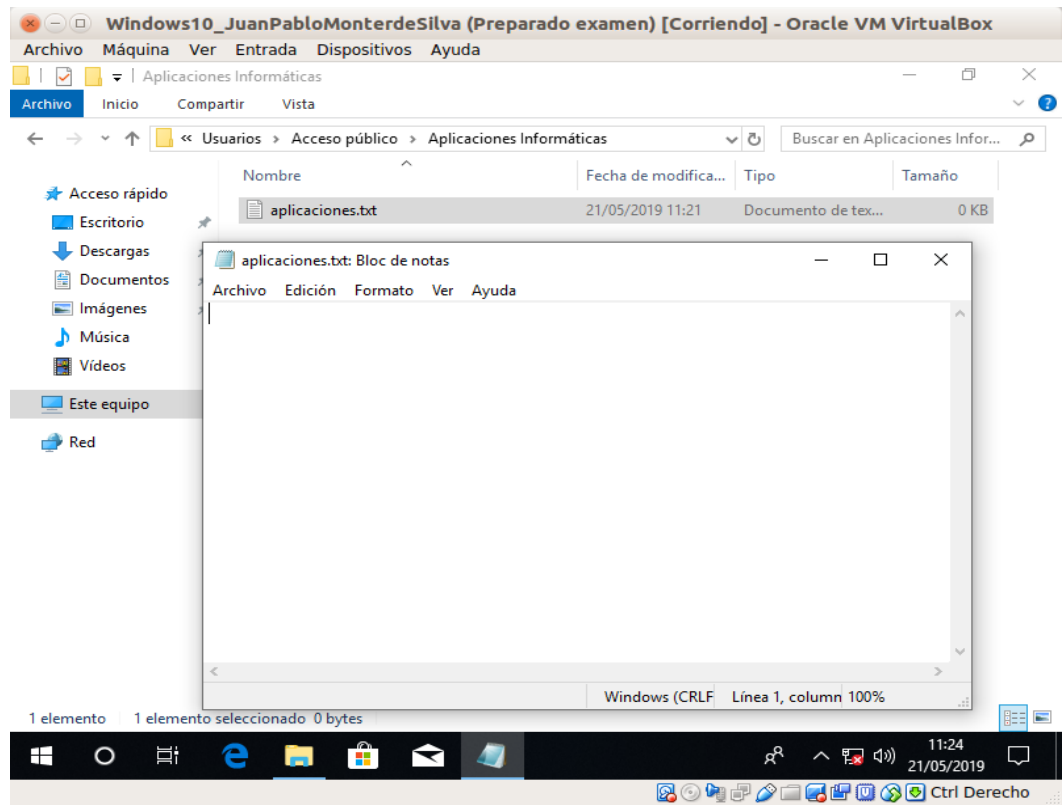 Windows10_JuanPabloMonterdeSilva (Preparado examen) [Corriendo] - Oracle VM VirtualBox
Archivo Máquina Ver Entrada Dispositivos Ayuda
Aplicaciones Informáticas
Archivo Inicio Compartir Vista
« Usuarios > Acceso público > Aplicaciones Informáticas Buscar en Aplicaciones Infor...
Nombre Fecha de modifica... Tipo Tamaño
Acceso rápido
aplicaciones.txt 21/05/2019 11:21 Documento de tex... 0 KB
Escritorio
Descargas
aplicaciones.txt: Bloc de notas
Documentos
Archivo Edición Formato Ver Ayuda
Imágenes
Música
Vídeos
Este equipo
Red
Windows (CRLF Línea 1, column 100%
1 elemento 1 elemento seleccionado 0 bytes
11:24
21/05/2019
Ctrl Derecho